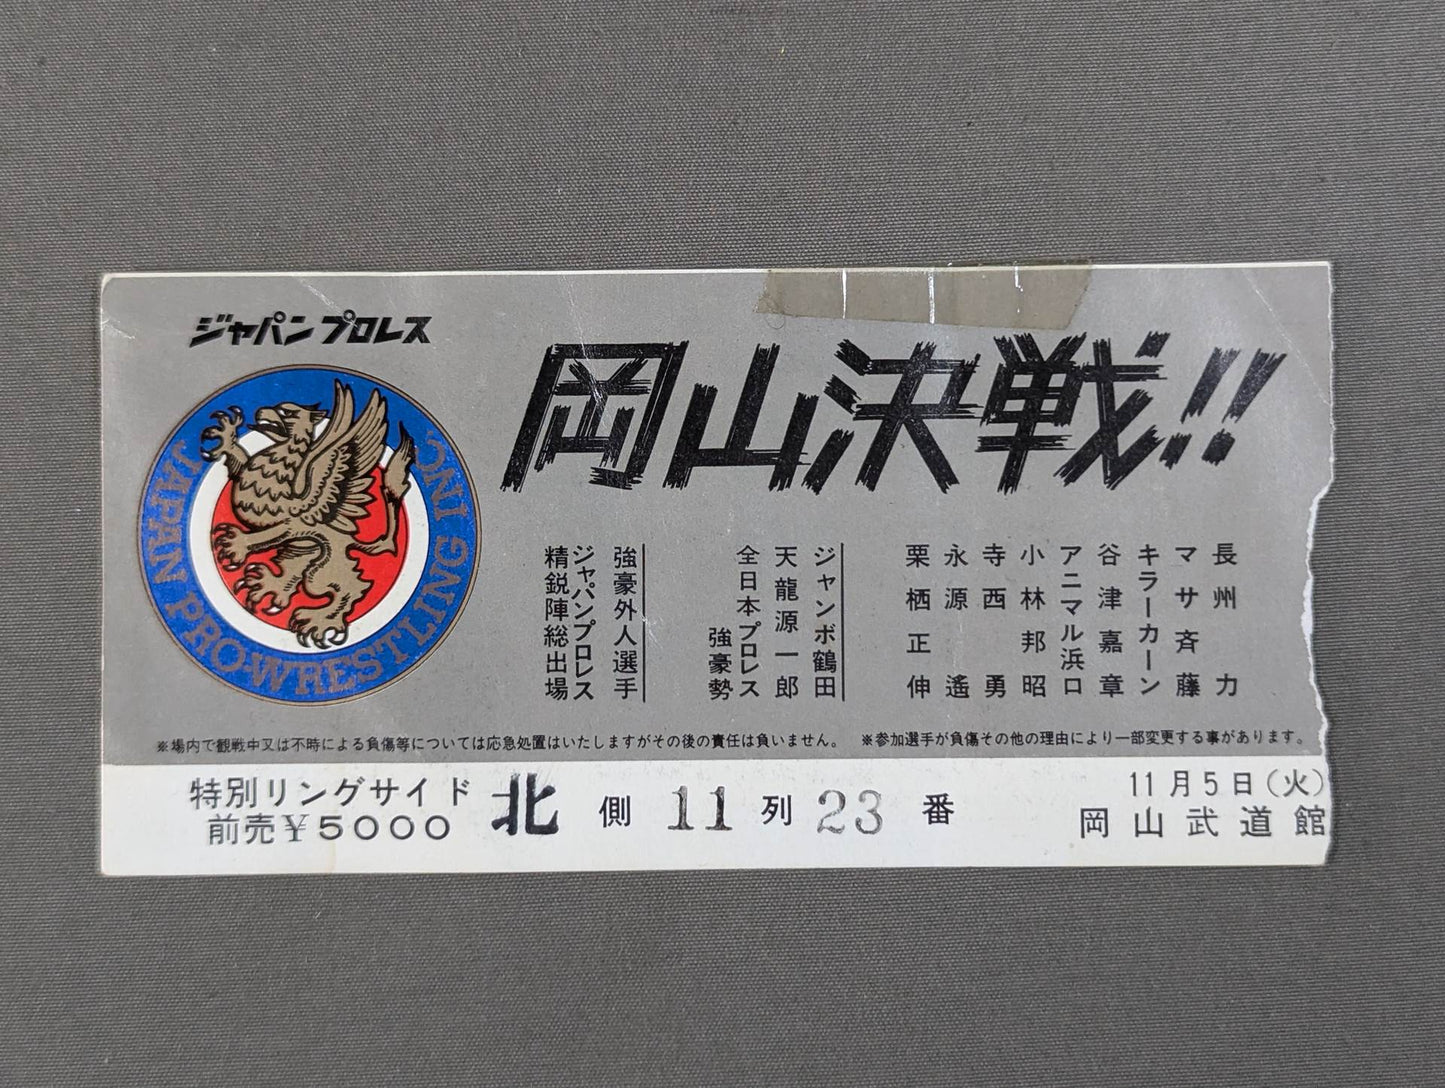 ジャパンプロレス
JAPAN PRO-WRESTLING INC.
岡山決戦!!
長州力
マサ斉藤
キラーカーン
谷津嘉章
アニマル浜口
小林邦昭
寺西勇
永源遙
栗栖正伸
ジャンボ鶴田
天龍源一郎
全日本プロレス
強豪勢
強豪外人選手
ジャパンプロレス
精鋭陣総出場
※場内で観戦中又は不時による負傷等については応急処置はいたしますがその後の責任は負いません。
※参加選手が負傷その他の理由により一部変更する事があります。
特別リングサイド
前売¥5000
北側11列23番
11月5日(火)
岡山武道館